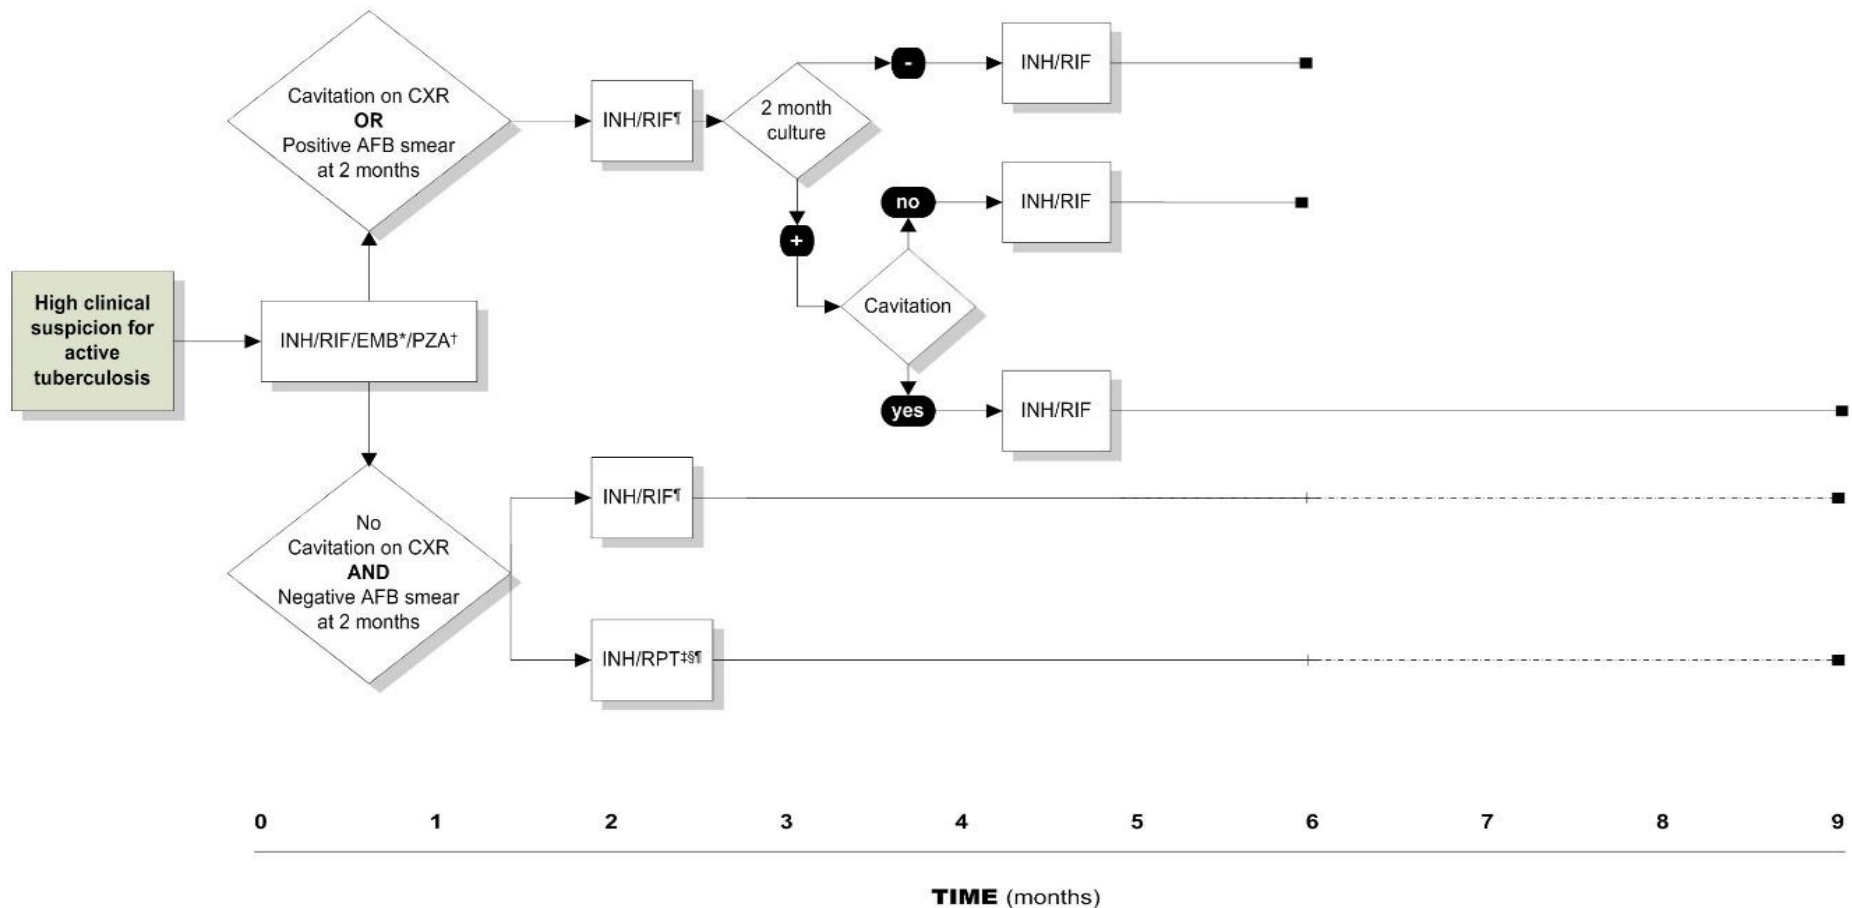 High clinical
suspicion for
active
tuberculosis
INH/RIF/EMB*/PZA†
Cavitation on CXR
OR
Positive AFB smear
at 2 months
INH/RIF¶
2 month
culture
-
INH/RIF
+
Cavitation
no
INH/RIF
yes
INH/RIF
No
Cavitation on CXR
AND
Negative AFB smear
at 2 months
INH/RIF¶
INH/RPT‡§¶
0 1 2 3 4 5 6 7 8 9
TIME (months)